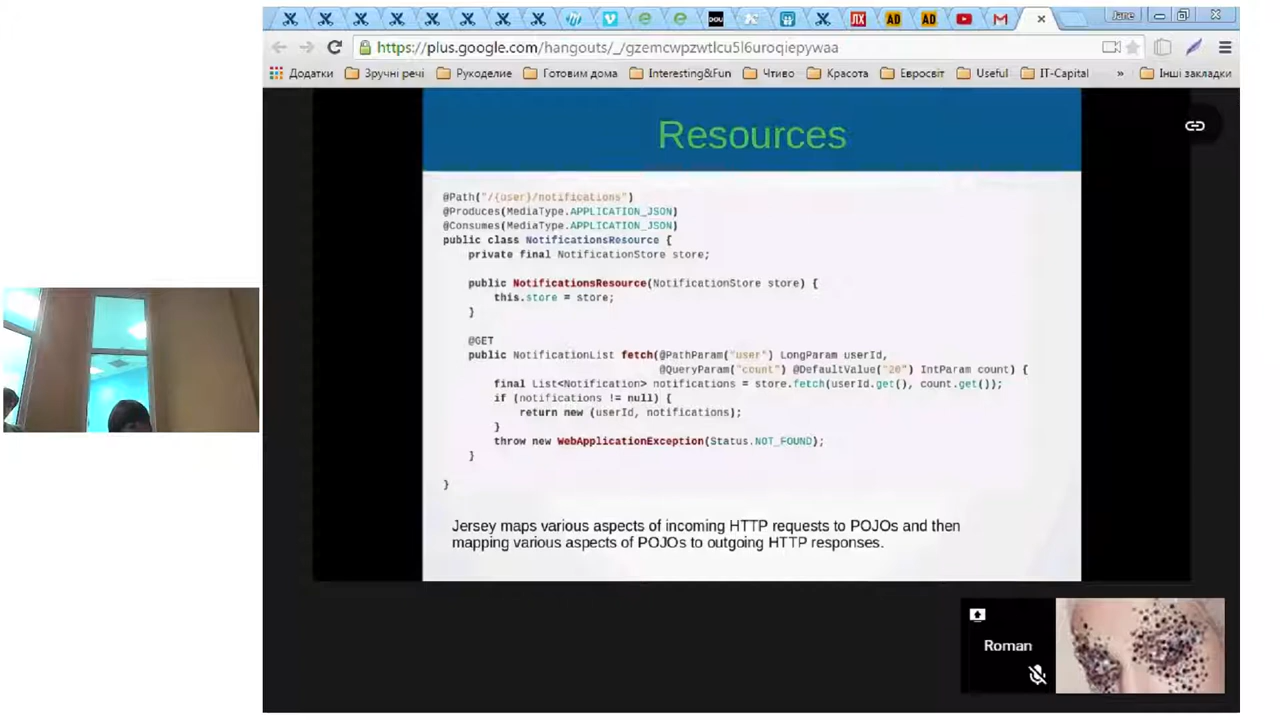 Jane
https://plus.google.com/hangouts/_/gzemcwpzwtlcu5l6uroqiepywaa
Додатки Зручні речі Рукоделие Готовим дома Interesting&Fun Чтиво Красота Евросвіт Useful IT-Capital » Інші закладки
Resources
@Path("/{user}/notifications")
@Produces(MediaType.APPLICATION_JSON)
@Consumes(MediaType.APPLICATION_JSON)
public class NotificationsResource {
private final NotificationStore store;
public NotificationsResource(NotificationStore store) {
this.store = store;
}
@GET
public NotificationList fetch(@PathParam("user") LongParam userId,
@QueryParam("count") @DefaultValue("20") IntParam count) {
final List<Notification> notifications = store.fetch(userId.get(), count.get());
if (notifications != null) {
return new (userId, notifications);
}
throw new WebApplicationException(Status.NOT_FOUND);
}
}
Jersey maps various aspects of incoming HTTP requests to POJOs and then
mapping various aspects of POJOs to outgoing HTTP responses.
Roman